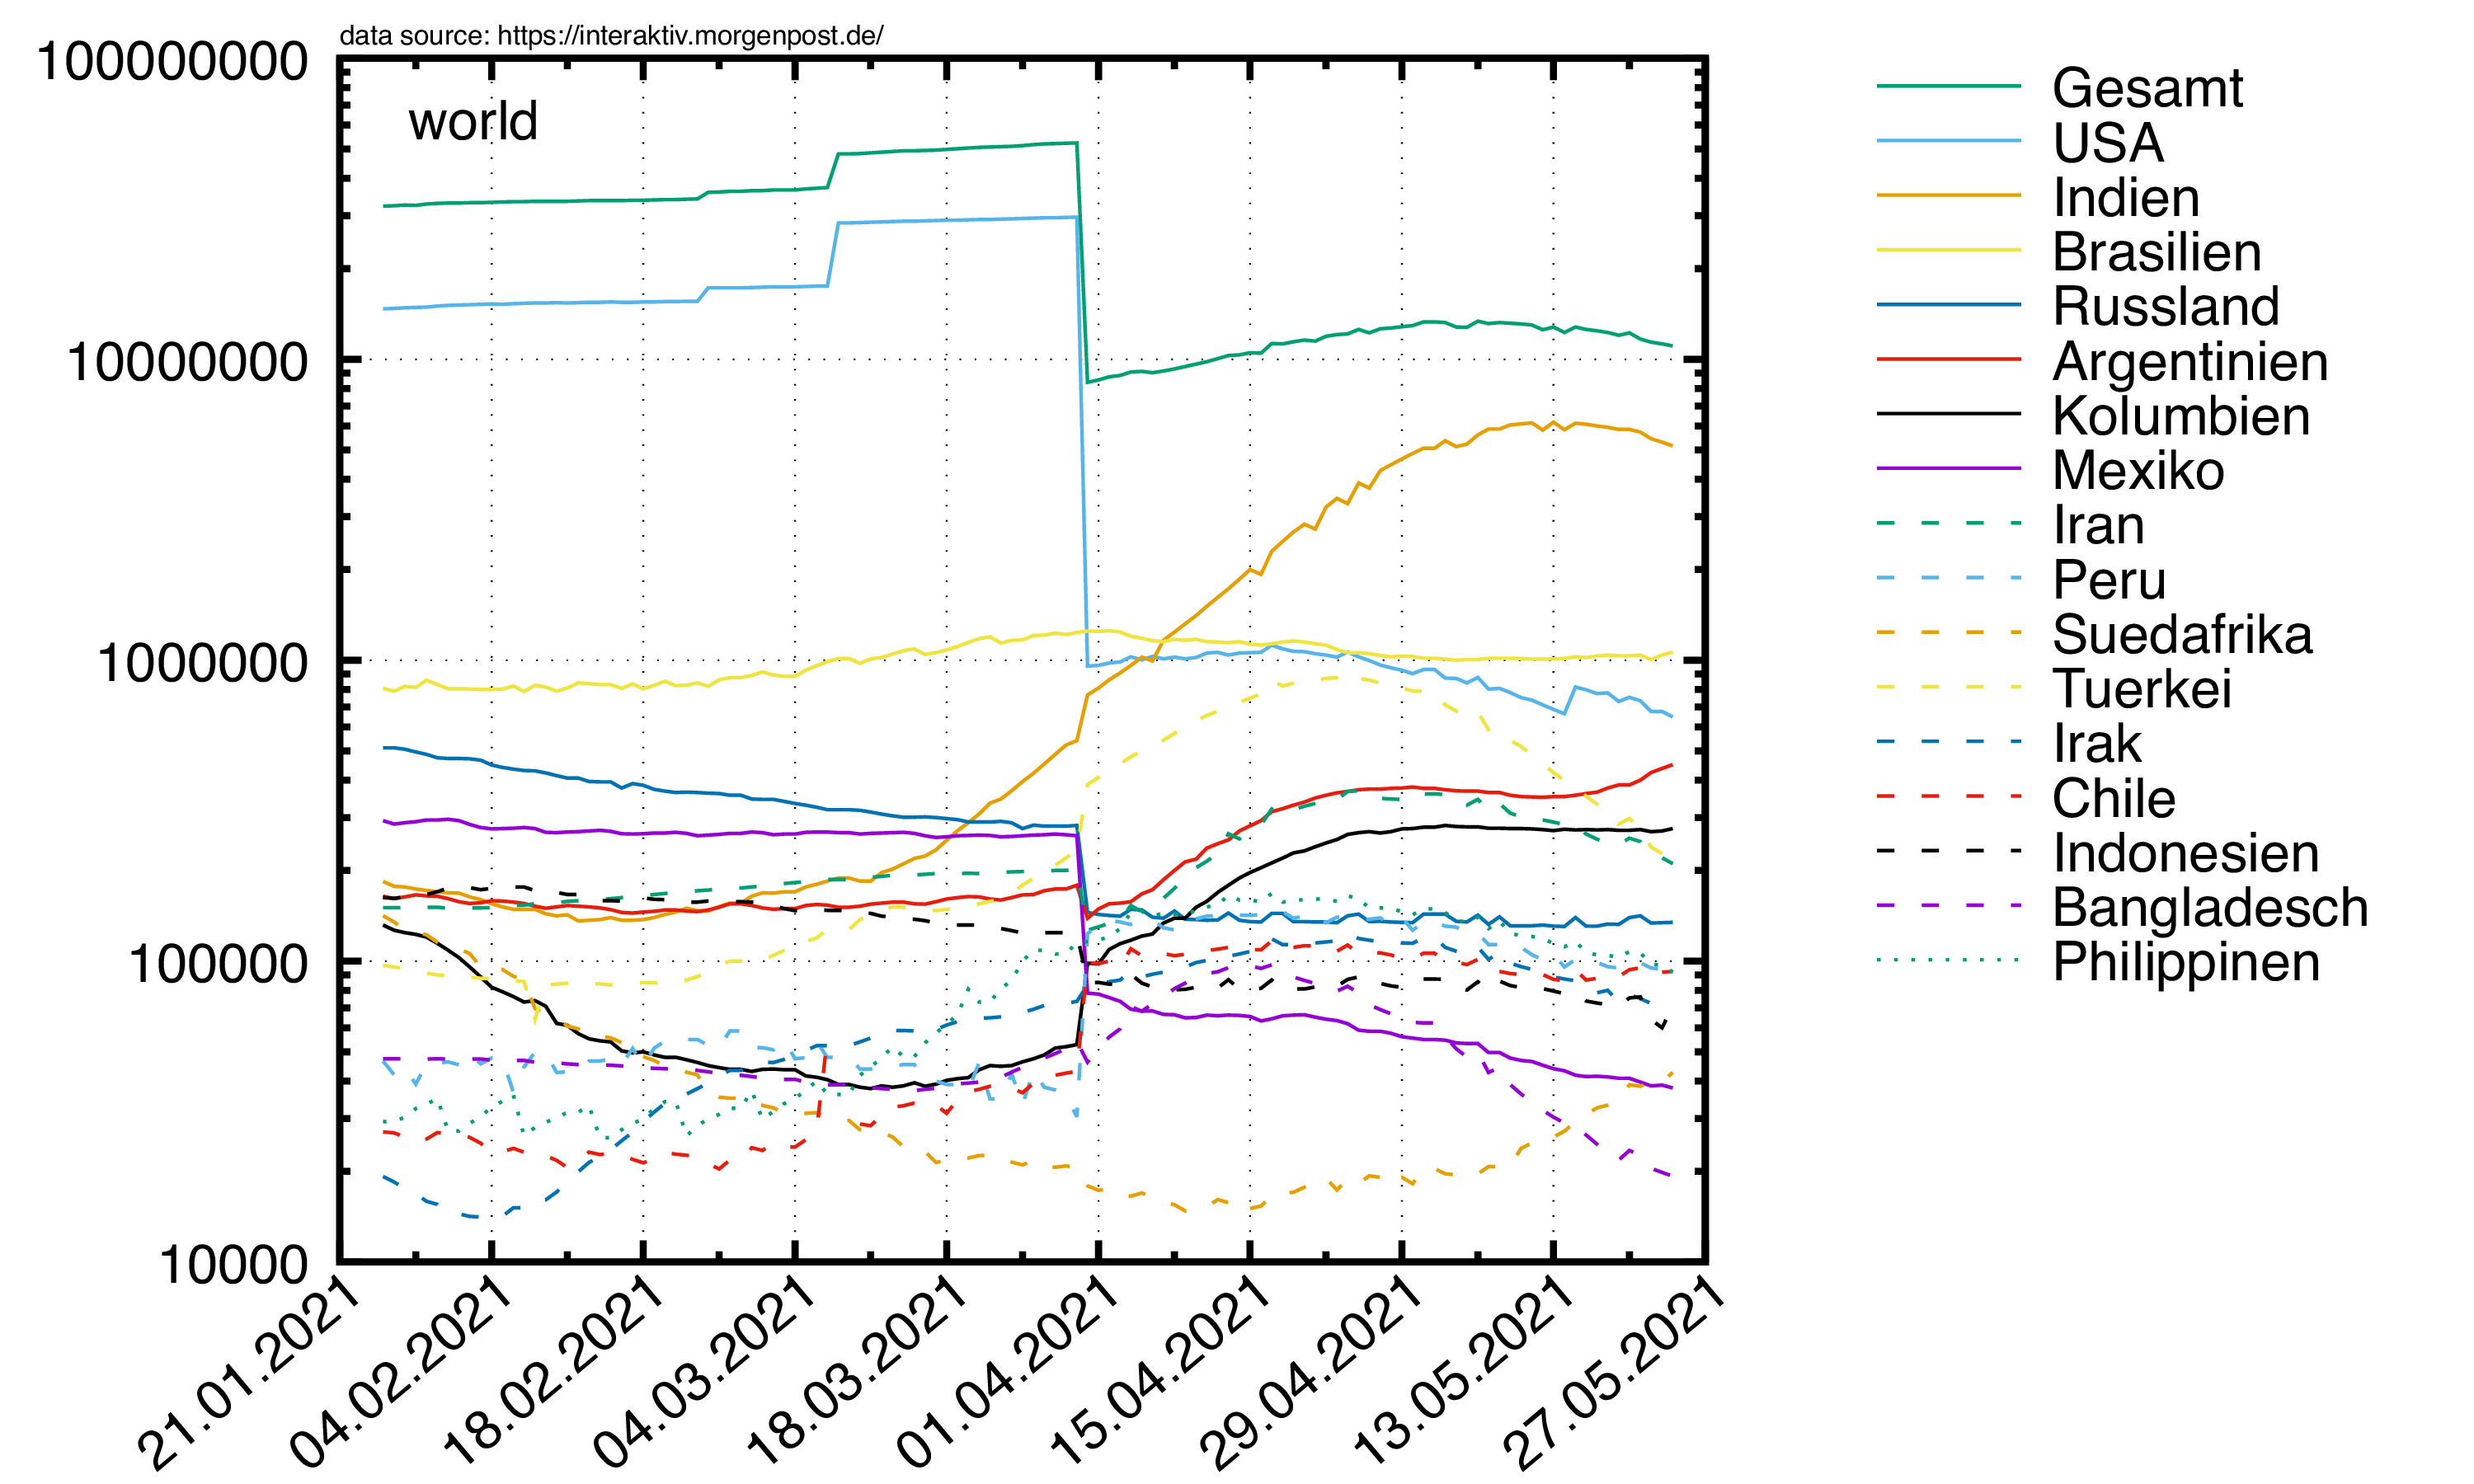 data source: https://interaktiv.morgenpost.de/
world
100000000
10000000
1000000
100000
10000
21.01.2021
04.02.2021
18.02.2021
04.03.2021
18.03.2021
01.04.2021
15.04.2021
29.04.2021
13.05.2021
27.05.2021
Gesamt
USA
Indien
Brasilien
Russland
Argentinien
Kolumbien
Mexiko
Iran
Peru
Suedafrika
Tuerkei
Irak
Chile
Indonesien
Bangladesch
Philippinen